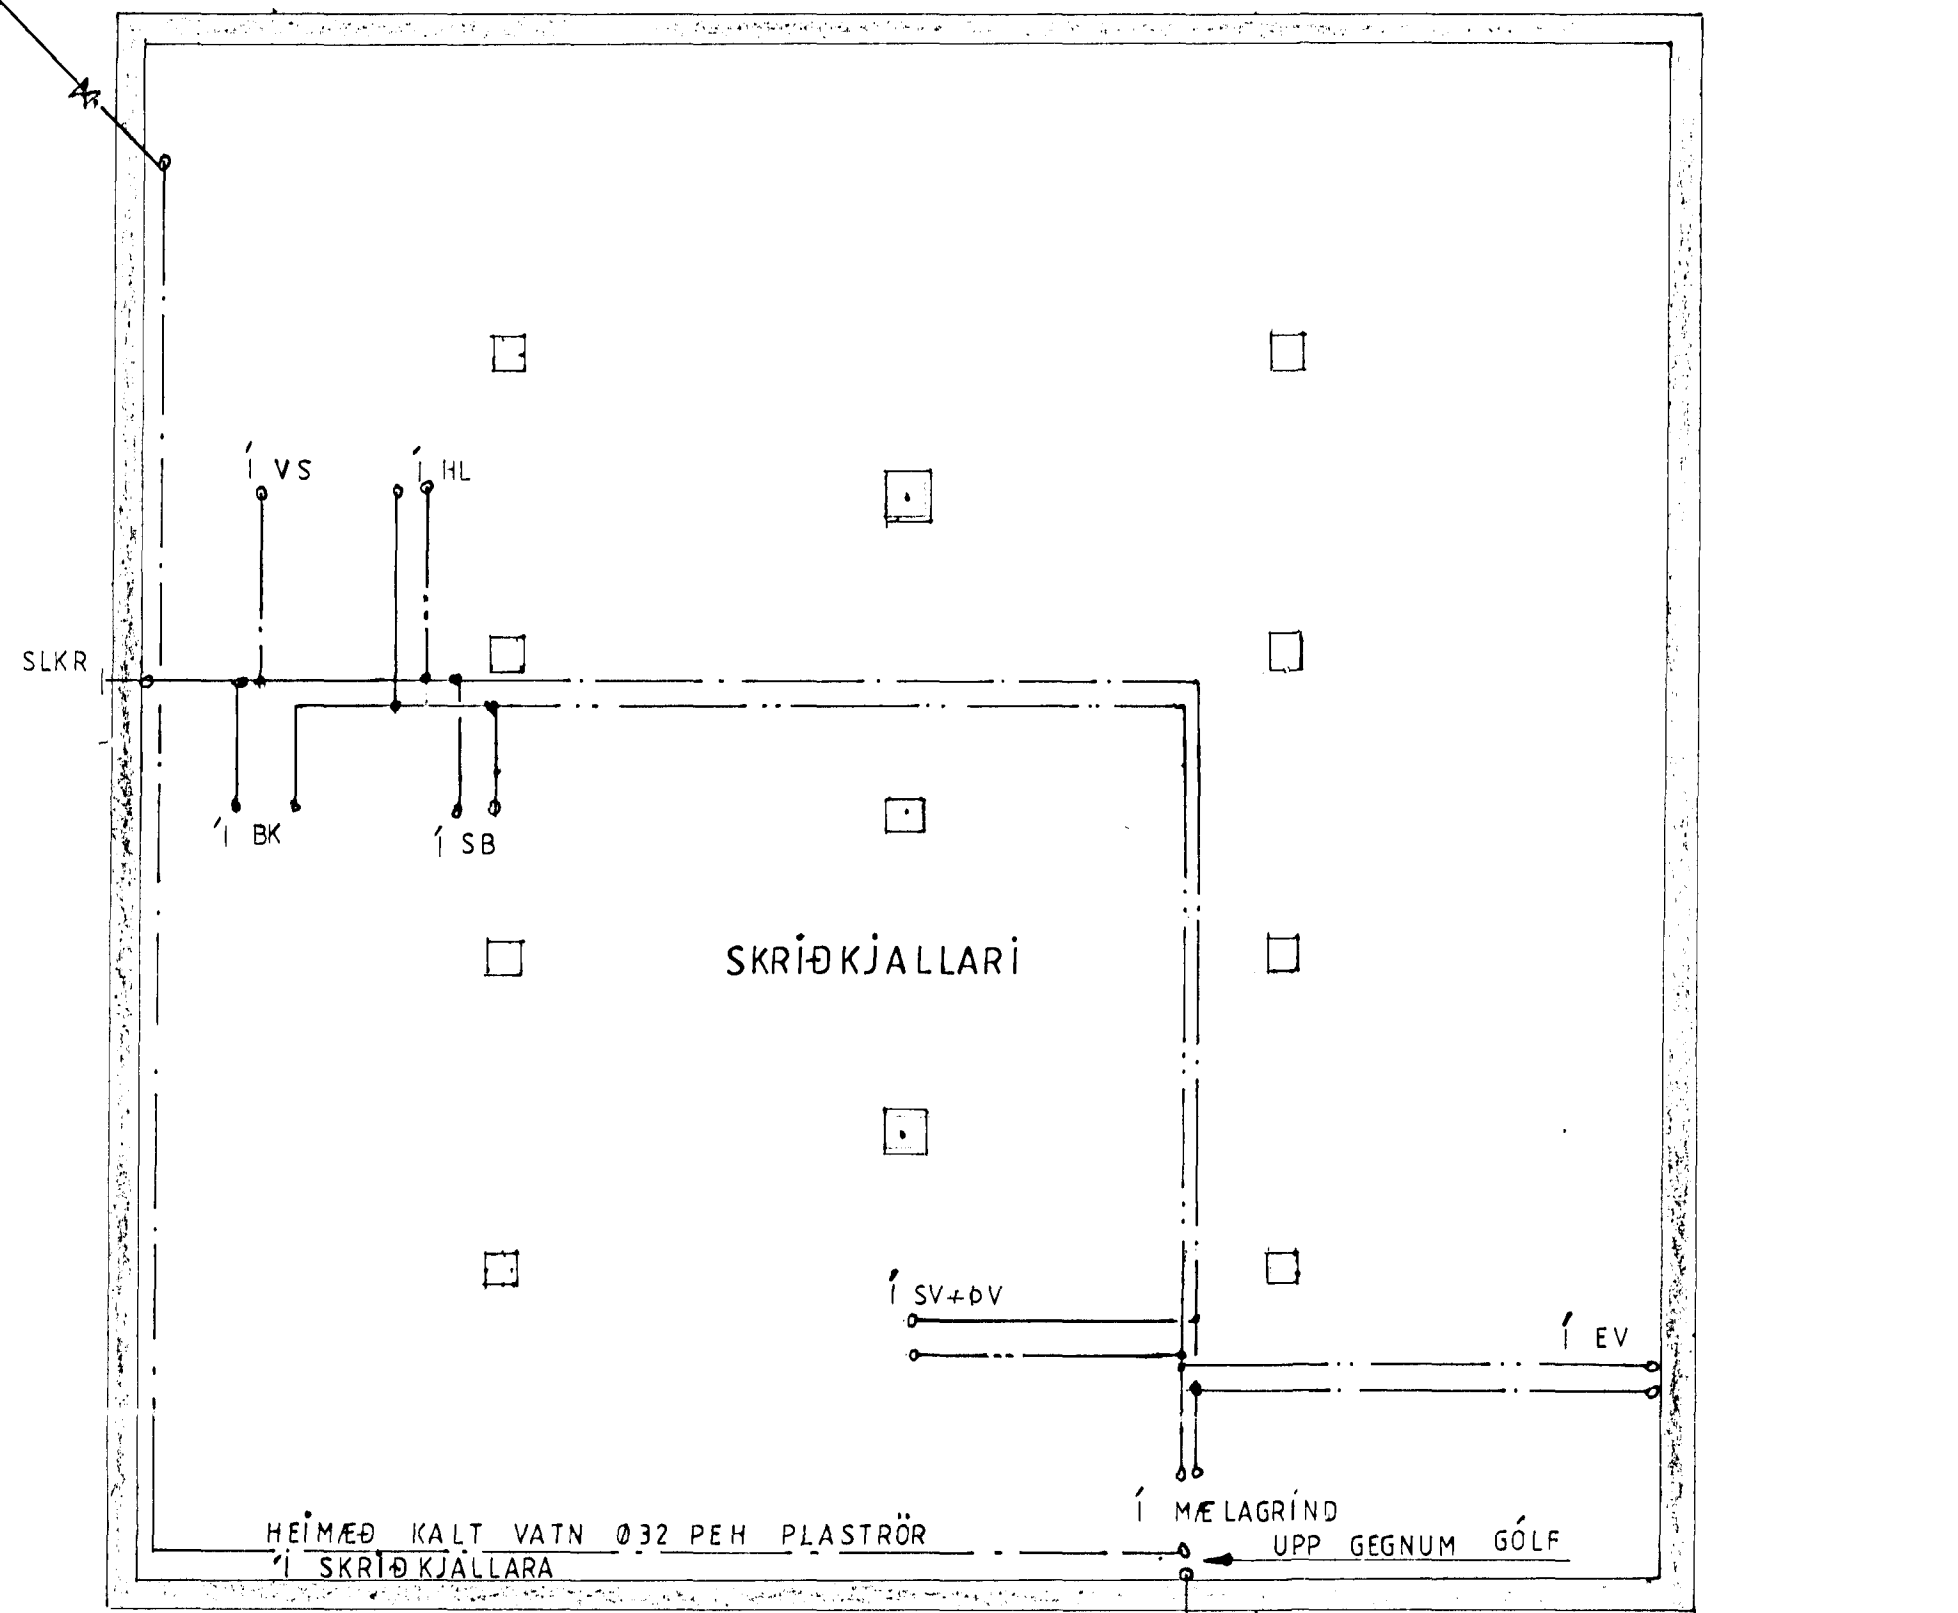 Í VS
Í HL
SLKR
Í BK
Í SB
SKRIÐKJALLARI
Í SV+ÞV
Í EV
Í MÆLAGRIND
UPP GEGNUM GÓLF
HEIMÆÐ KALT VATN Ø32 PEH PLASTRÖR
Í SKRIÐKJALLARA